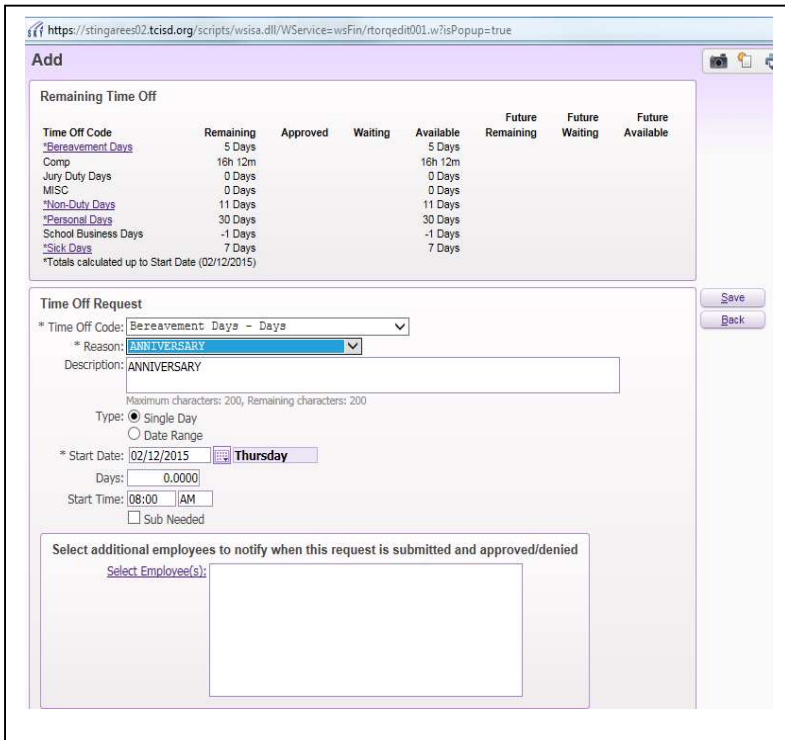 https://stingarees02.tcisd.org/scripts/wsisa.dll/WService=wsFin/rtorqedit001.w?isPopup=true
Add
Remaining Time Off
Time Off Code Remaining Approved Waiting Available Future Remaining Future Waiting Future Available
*Bereavement Days 5 Days 5 Days
Comp 16h 12m 16h 12m
Jury Duty Days 0 Days 0 Days
MISC 0 Days 0 Days
*Non-Duty Days 11 Days 11 Days
*Personal Days 30 Days 30 Days
School Business Days -1 Days -1 Days
*Sick Days 7 Days 7 Days
*Totals calculated up to Start Date (02/12/2015)
Time Off Request
Save
Back
* Time Off Code: Bereavement Days - Days
* Reason: ANNIVERSARY
Description: ANNIVERSARY
Maximum characters: 200, Remaining characters: 200
Type: Single Day
Date Range
* Start Date: 02/12/2015 Thursday
Days: 0.0000
Start Time: 08:00 AM
Sub Needed
Select additional employees to notify when this request is submitted and approved/denied
Select Employee(s):